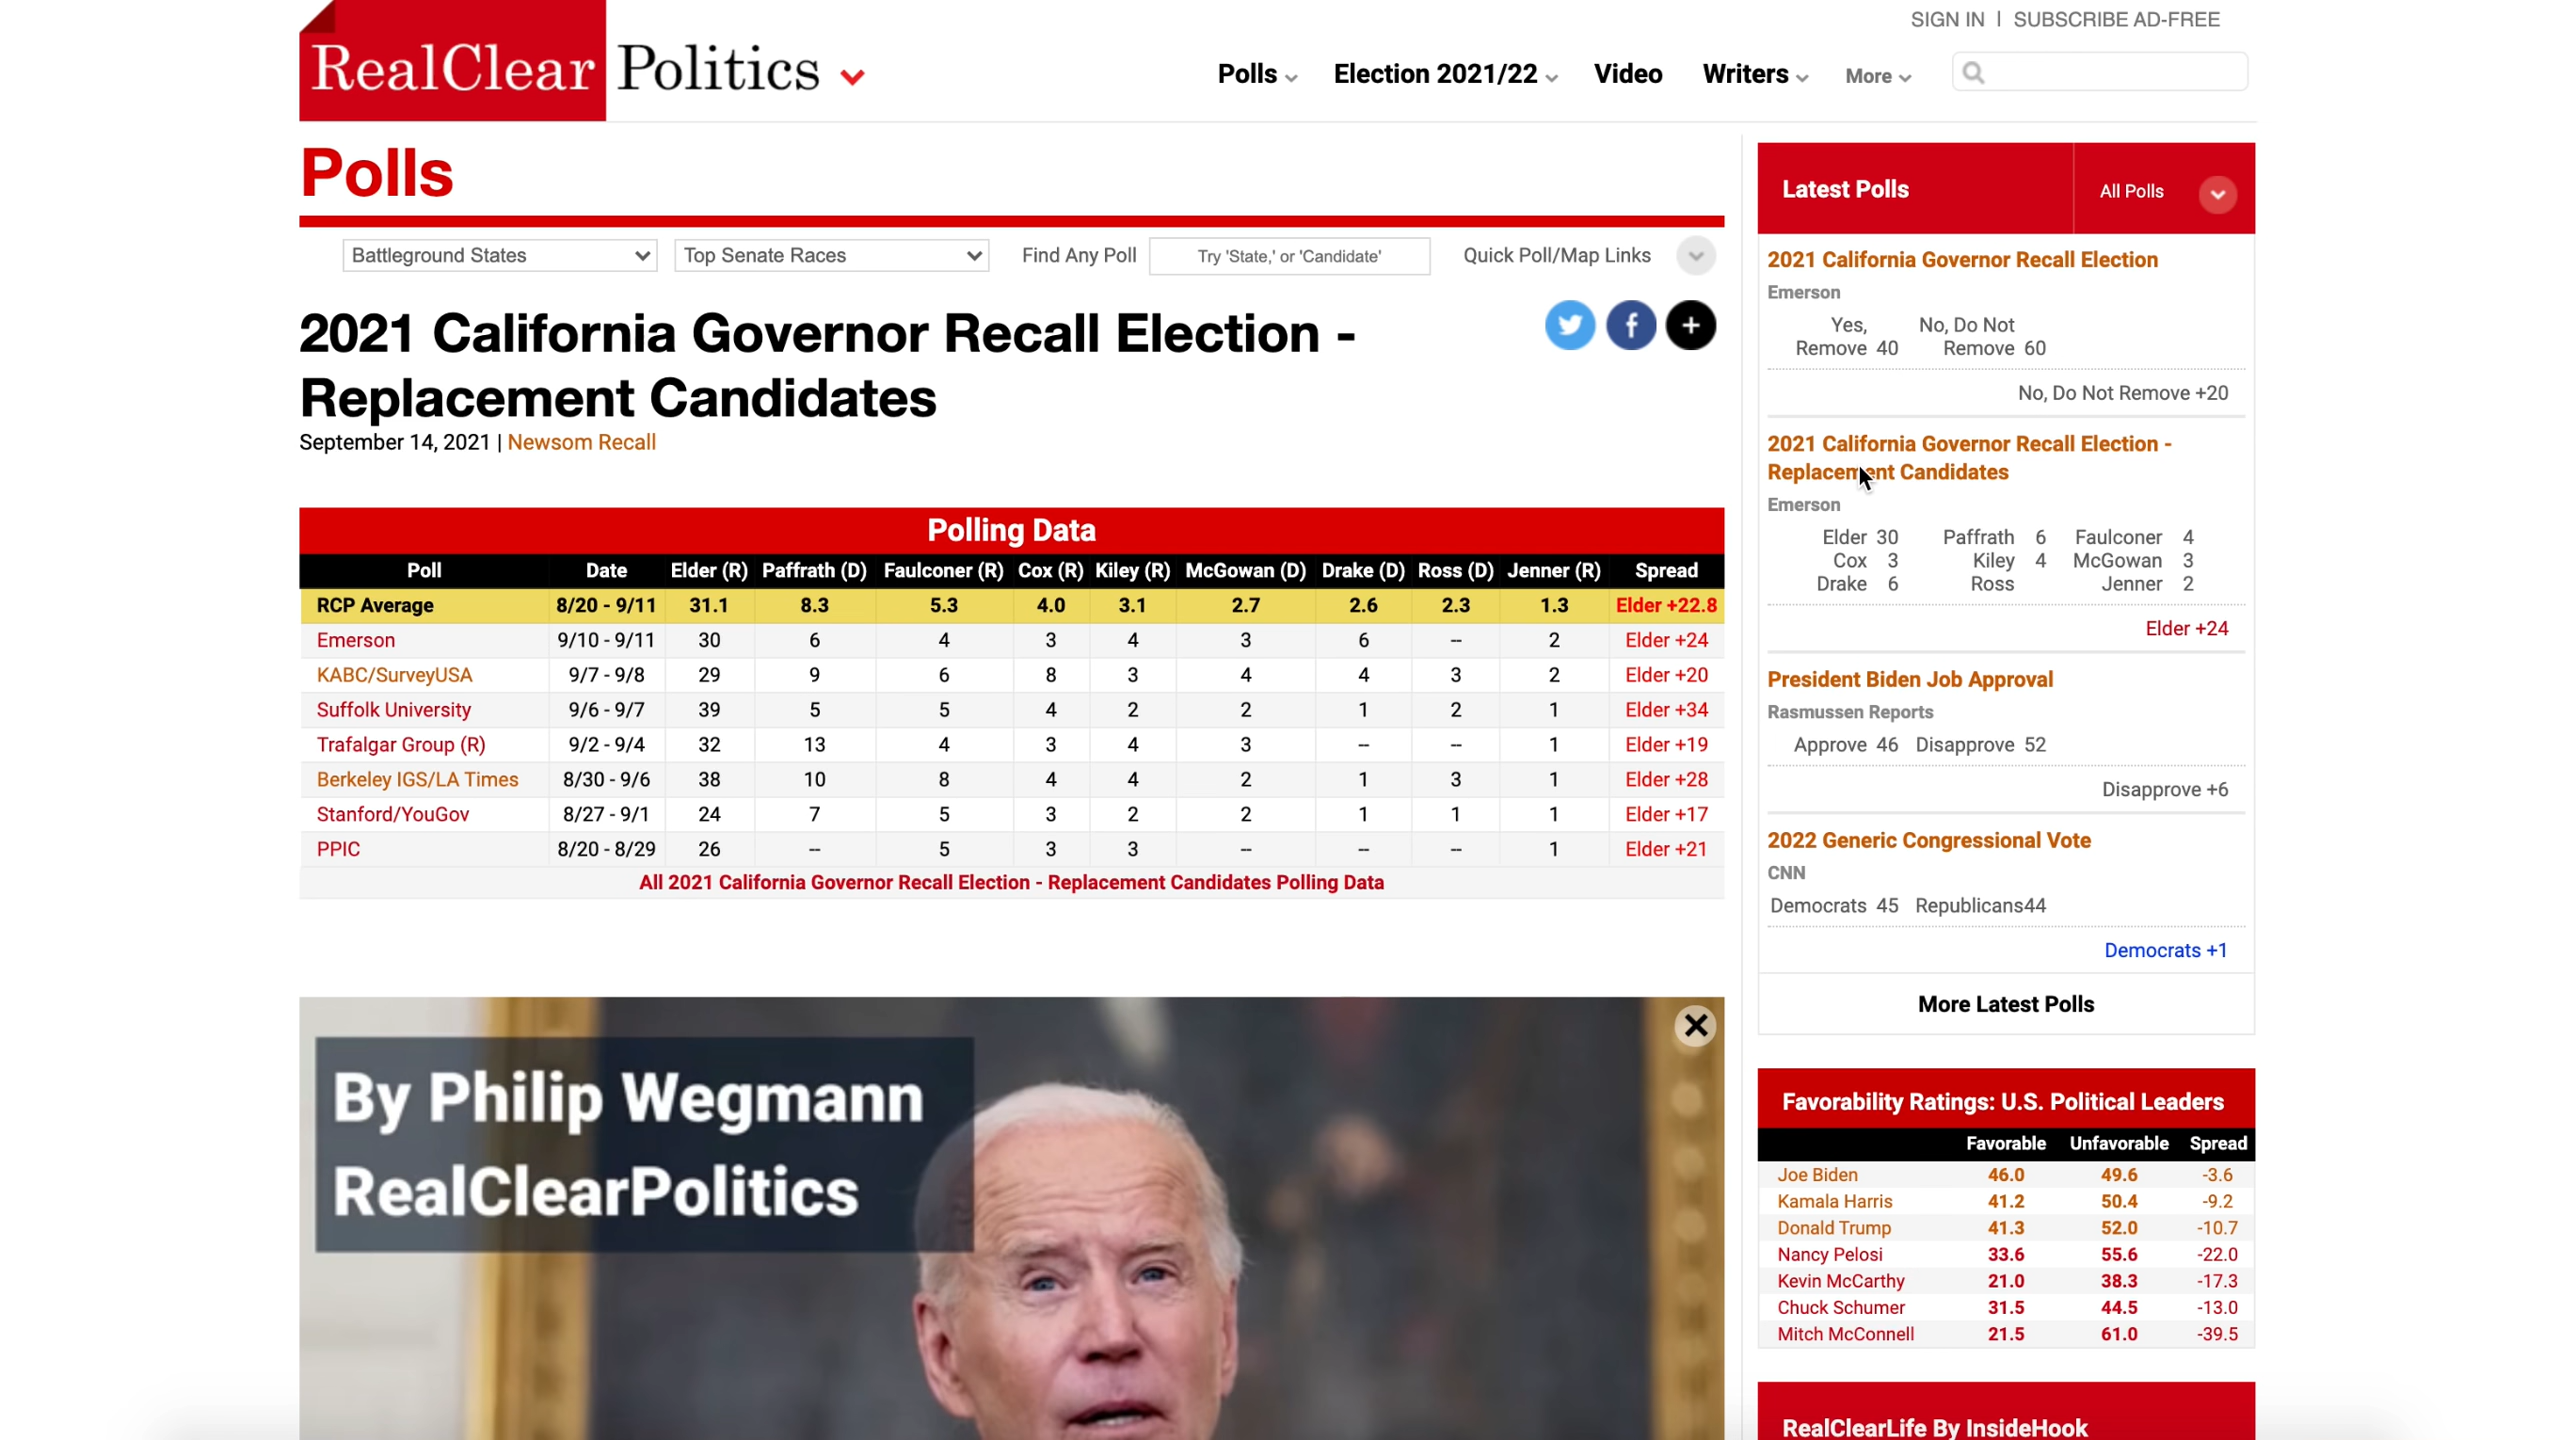 SIGN IN | SUBSCRIBE AD-FREE
RealClear Politics
Polls Election 2021/22 Video Writers More
Polls
Battleground States Top Senate Races Find Any Poll Try 'State,' or 'Candidate' Quick Poll/Map Links
2021 California Governor Recall Election -
Replacement Candidates
September 14, 2021 | Newsom Recall
Polling Data
Poll Date Elder (R) Paffrath (D) Faulconer (R) Cox (R) Kiley (R) McGowan (D) Drake (D) Ross (D) Jenner (R) Spread
RCP Average 8/20 - 9/11 31.1 8.3 5.3 4.0 3.1 2.7 2.6 2.3 1.3 Elder +22.8
Emerson 9/10 - 9/11 30 6 4 3 4 3 6 -- 2 Elder +24
KABC/SurveyUSA 9/7 - 9/8 29 9 6 8 3 4 4 3 2 Elder +20
Suffolk University 9/6 - 9/7 39 5 5 4 2 2 1 2 1 Elder +34
Trafalgar Group (R) 9/2 - 9/4 32 13 4 3 4 3 -- -- 1 Elder +19
Berkeley IGS/LA Times 8/30 - 9/6 38 10 8 4 4 2 1 3 1 Elder +28
Stanford/YouGov 8/27 - 9/1 24 7 5 3 2 2 1 1 1 Elder +17
PPIC 8/20 - 8/29 26 -- 5 3 3 -- -- -- 1 Elder +21
All 2021 California Governor Recall Election - Replacement Candidates Polling Data
By Philip Wegmann
RealClearPolitics
Latest Polls All Polls
2021 California Governor Recall Election
Emerson
Yes, No, Do Not
Remove 40 Remove 60
No, Do Not Remove +20
2021 California Governor Recall Election -
Replacement Candidates
Emerson
Elder 30 Paffrath 6 Faulconer 4
Cox 3 Kiley 4 McGowan 3
Drake 6 Ross Jenner 2
Elder +24
President Biden Job Approval
Rasmussen Reports
Approve 46 Disapprove 52
Disapprove +6
2022 Generic Congressional Vote
CNN
Democrats 45 Republicans44
Democrats +1
More Latest Polls
Favorability Ratings: U.S. Political Leaders
Favorable Unfavorable Spread
Joe Biden 46.0 49.6 -3.6
Kamala Harris 41.2 50.4 -9.2
Donald Trump 41.3 52.0 -10.7
Nancy Pelosi 33.6 55.6 -22.0
Kevin McCarthy 21.0 38.3 -17.3
Chuck Schumer 31.5 44.5 -13.0
Mitch McConnell 21.5 61.0 -39.5
RealClearLife By InsideHook